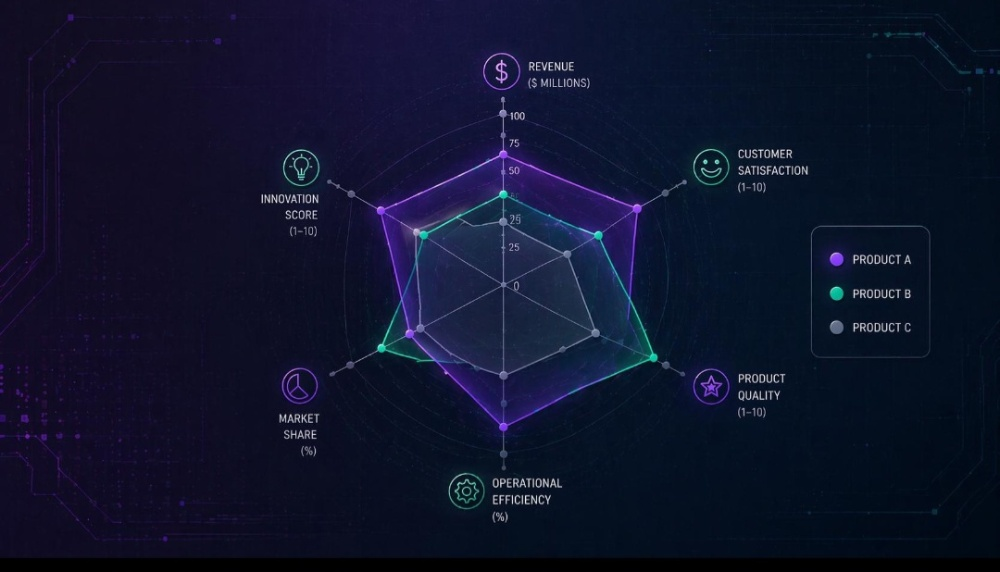 REVENUE
($ MILLIONS)
100
75
50
25
25
0
CUSTOMER
SATISFACTION
(1–10)
INNOVATION
SCORE
(1–10)
PRODUCT A
PRODUCT B
PRODUCT C
PRODUCT
QUALITY
(1–10)
MARKET
SHARE
(%)
OPERATIONAL
EFFICIENCY
(%)